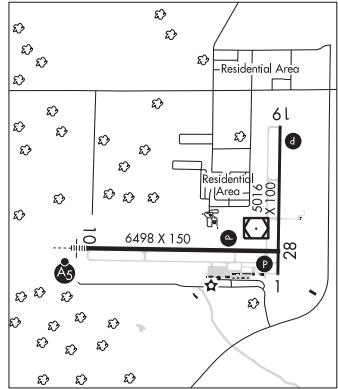 Residential Area
19
P
Residential
Area
5016
X 100
P
6498 X 150
10
28
P
A5
1